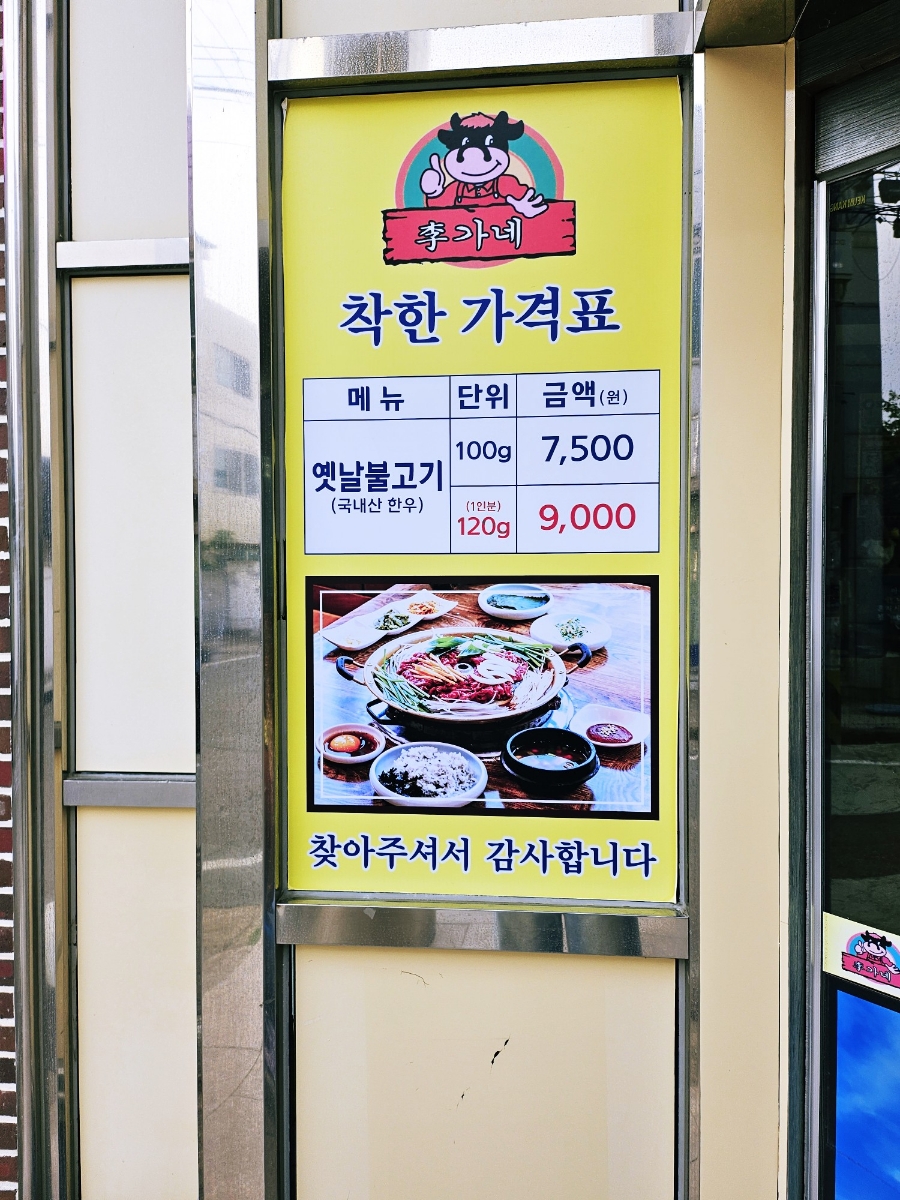 李가네
착한 가격표
메뉴 단위 금액(원)
옛날불고기
(국내산 한우)
100g 7,500
(1인분)
120g 9,000
찾아주셔서 감사합니다
李가네